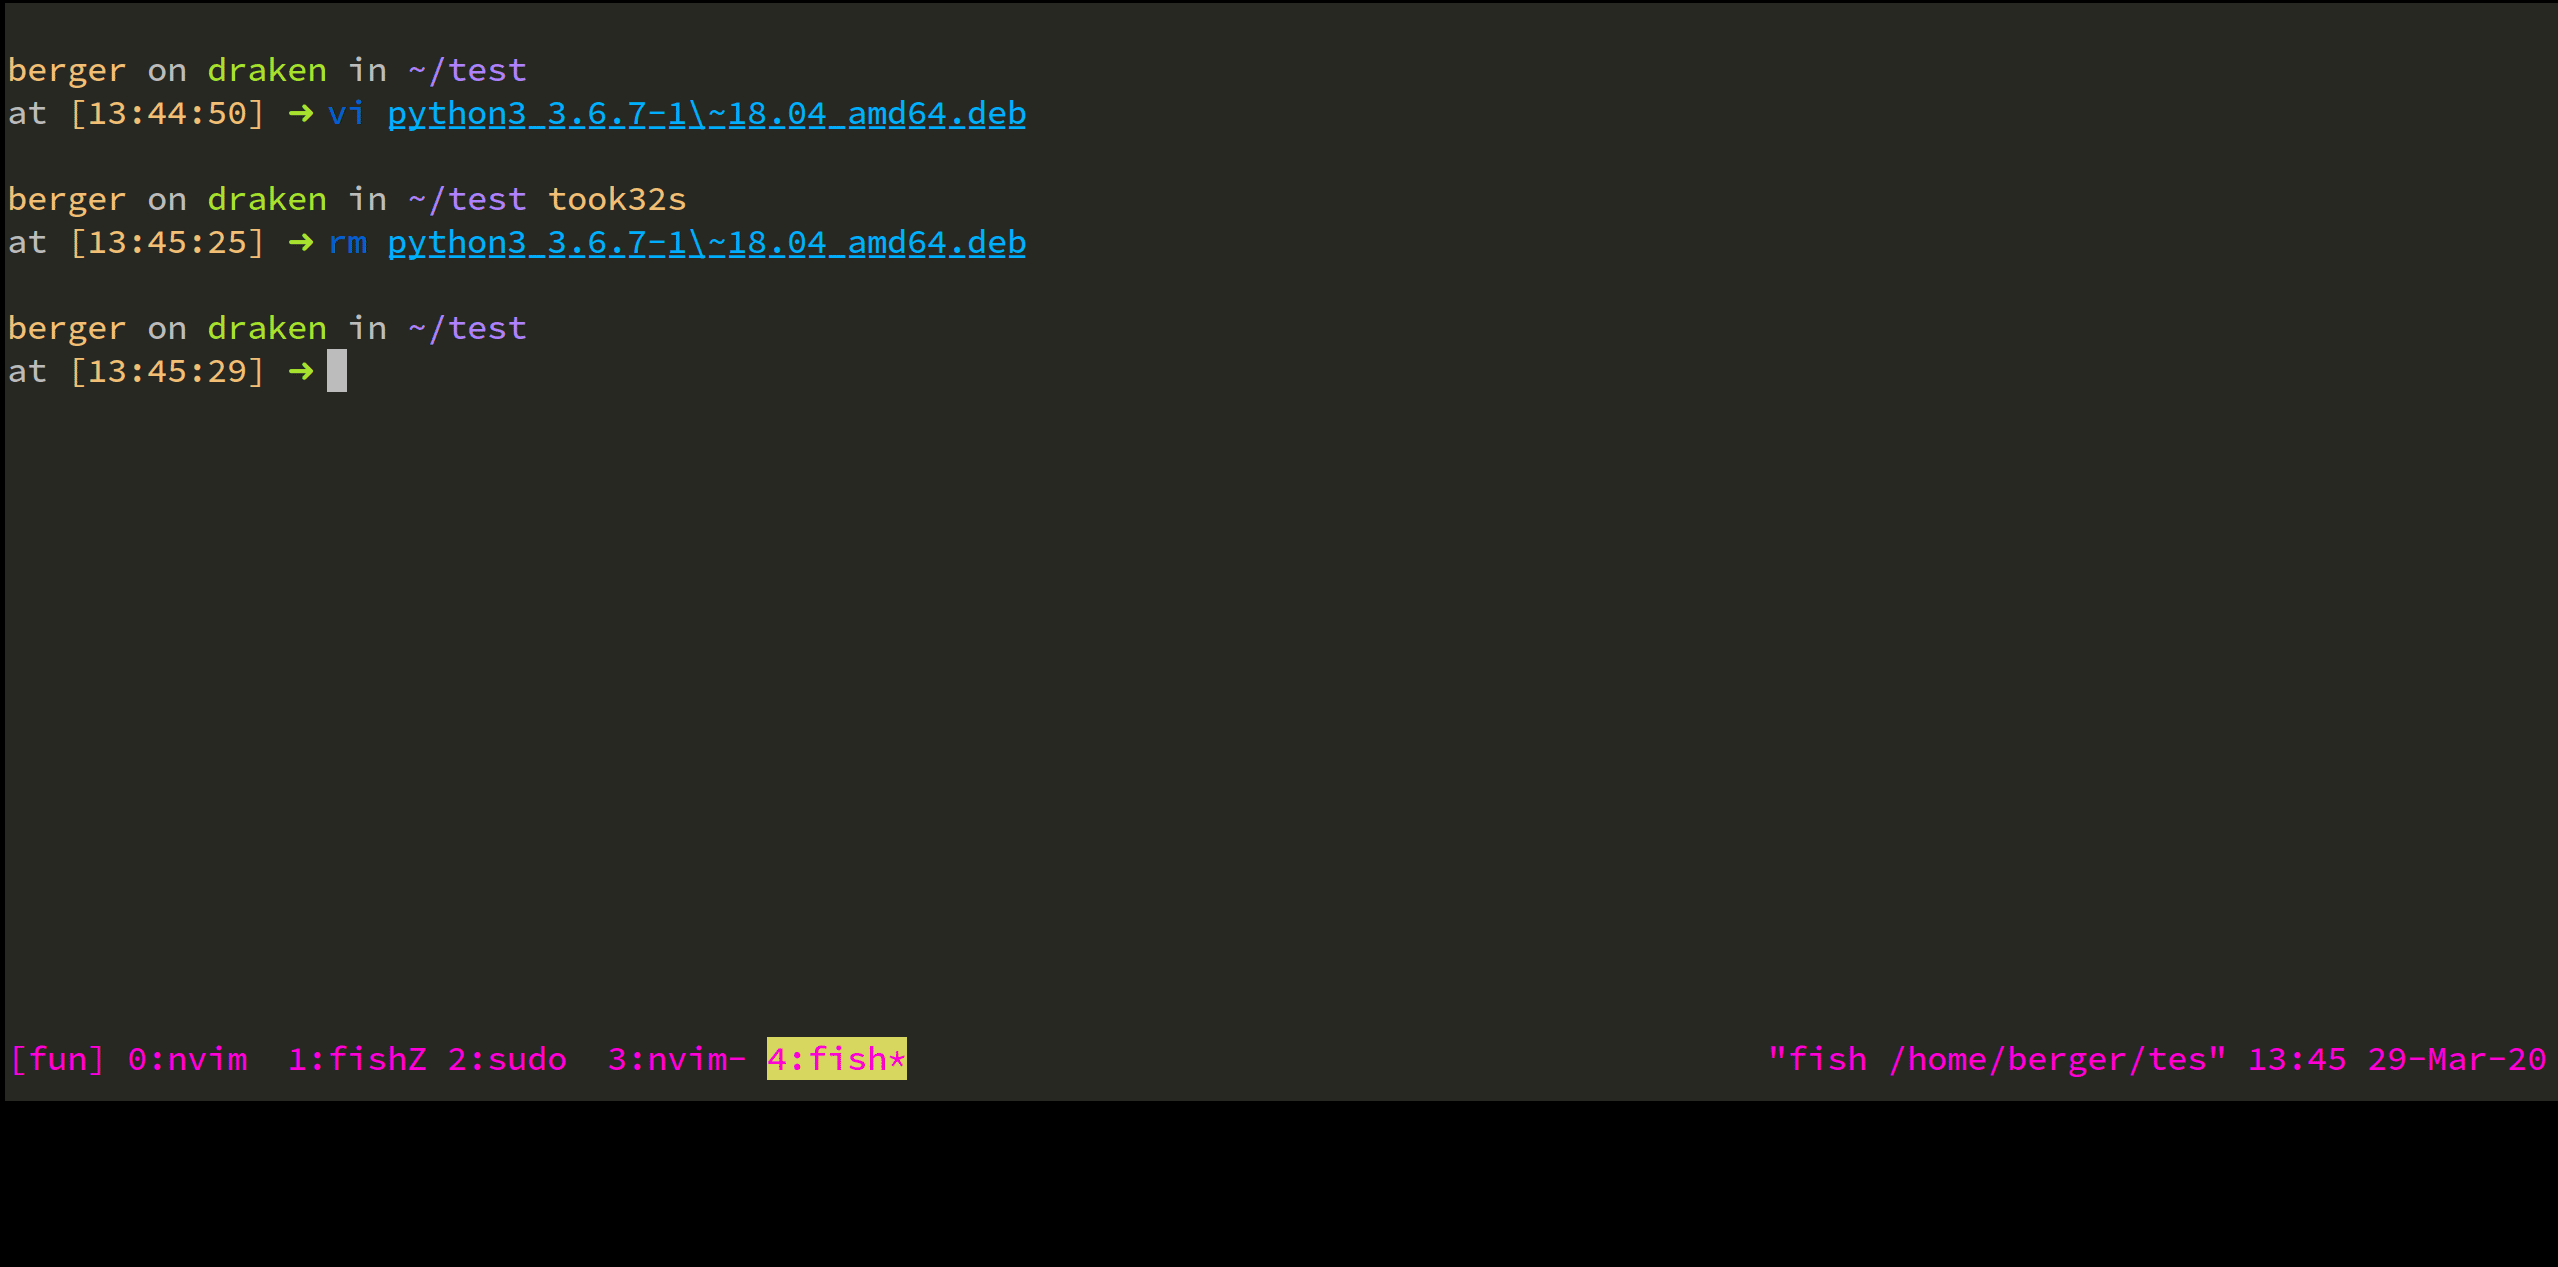 berger on draken in ~/test
at [13:44:50] ➜ vi python3_3.6.7-1\~18.04_amd64.deb
berger on draken in ~/test took32s
at [13:45:25] ➜ rm python3_3.6.7-1\~18.04_amd64.deb
berger on draken in ~/test
at [13:45:29] ➜
[fun] 0:nvim  1:fishZ 2:sudo  3:nvim- 4:fish* "fish /home/berger/tes" 13:45 29-Mar-20